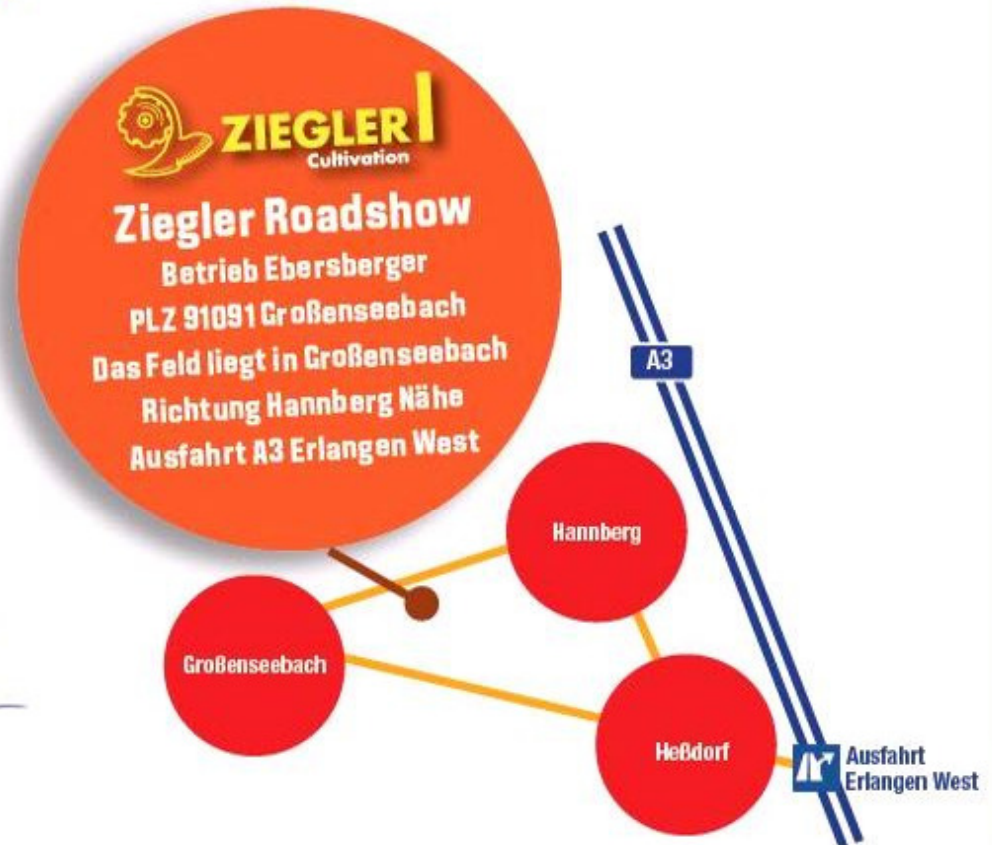 ZIEGLER
Cultivation
Ziegler Roadshow
Betrieb Ebersberger
PLZ 91091 Großenseebach
Das Feld liegt in Großenseebach
Richtung Hannberg Nähe
Ausfahrt A3 Erlangen West
A3
Hannberg
Großenseebach
Heßdorf
Ausfahrt
Erlangen West